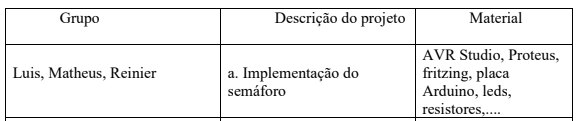 Grupo
Descrição do projeto
Material
Luis, Matheus, Reinier
a. Implementação do
semáforo
AVR Studio, Proteus,
fritzing, placa
Arduino, leds,
resistores,....